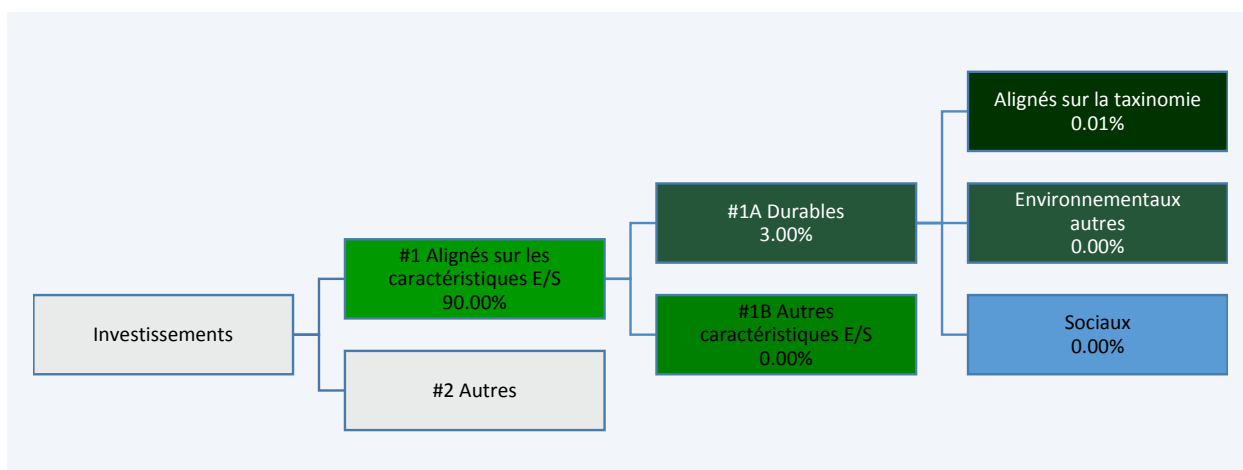 Investissements
#1 Alignés sur les
caractéristiques E/S
90.00%
#2 Autres
#1A Durables
3.00%
#1B Autres
caractéristiques E/S
0.00%
Alignés sur la taxinomie
0.01%
Environnementaux
autres
0.00%
Sociaux
0.00%